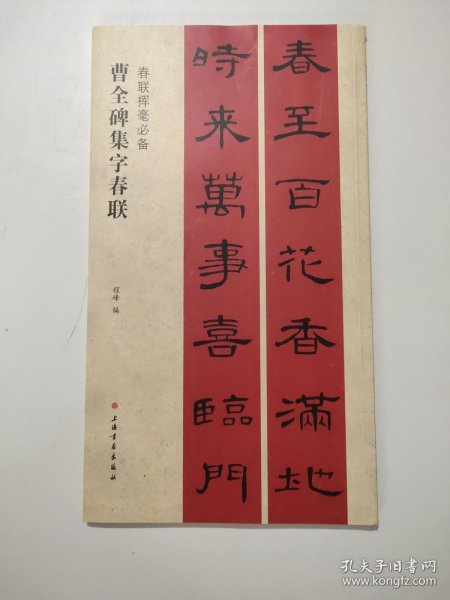 春至百花香滿地
時来萬事喜臨門
春联挥毫必备
曹全碑集字春联
程峰 编
上海书画出版社
孔夫子旧书网
www.kongfz.com